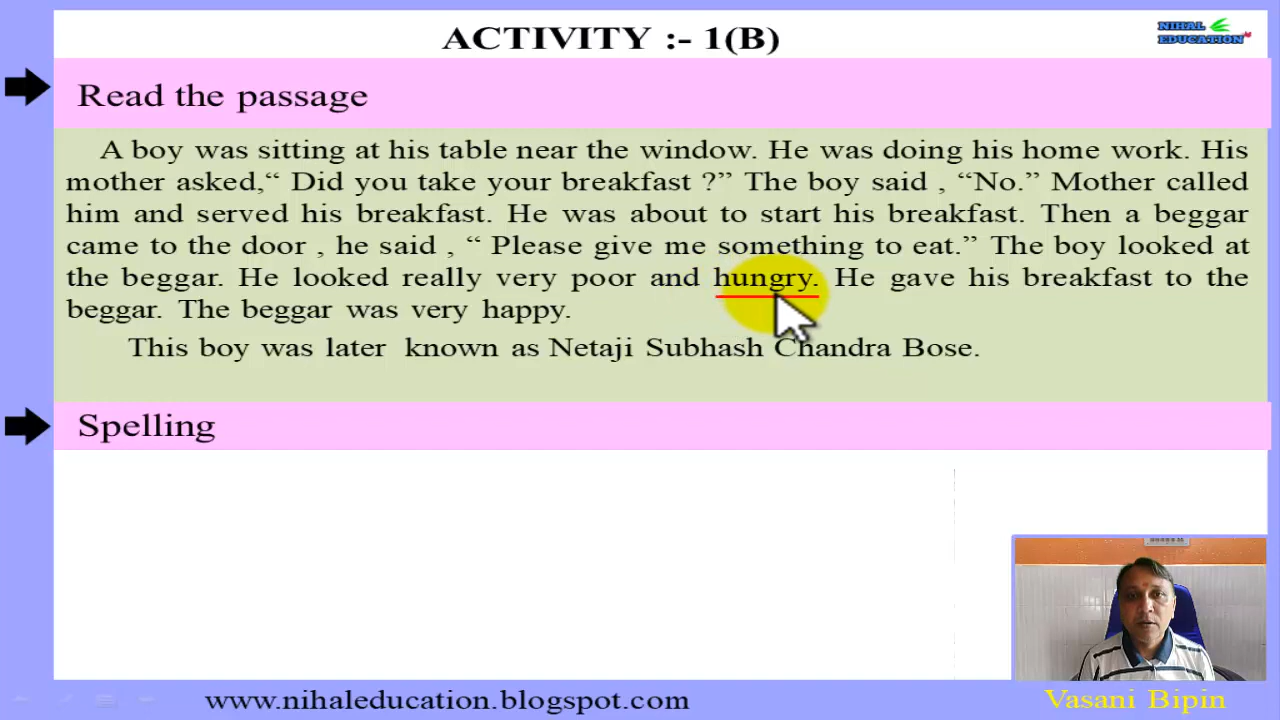 ACTIVITY :- 1(B)
NIHAL
EDUCATION
Read the passage
A boy was sitting at his table near the window. He was doing his home work. His
mother asked,“ Did you take your breakfast ?” The boy said , “No.” Mother called
him and served his breakfast. He was about to start his breakfast. Then a beggar
came to the door , he said , “ Please give me something to eat.” The boy looked at
the beggar. He looked really very poor and hungry. He gave his breakfast to the
beggar. The beggar was very happy.
This boy was later known as Netaji Subhash Chandra Bose.
Spelling
www.nihaleducation.blogspot.com
Vasani Bipin